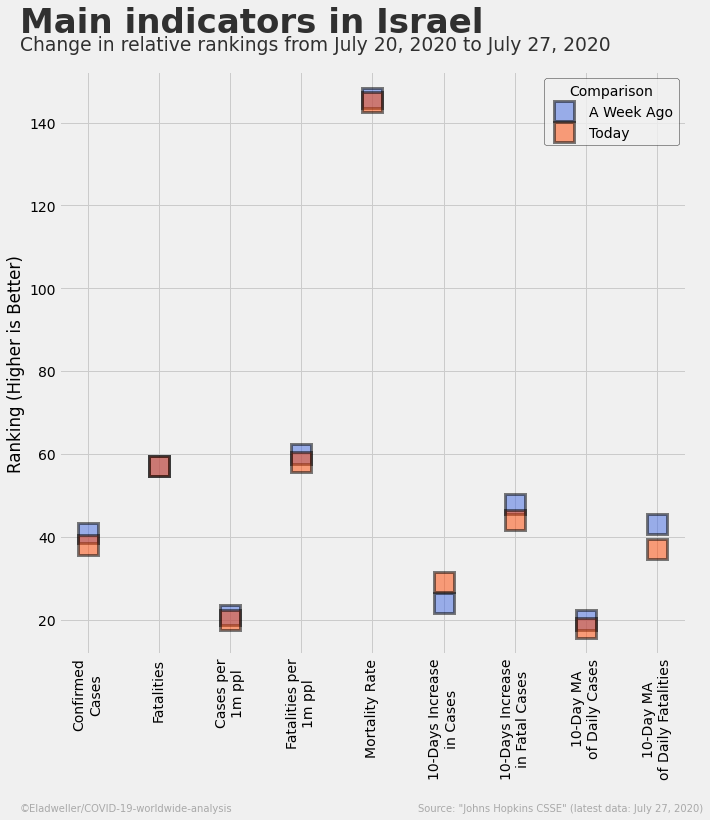 Main indicators in Israel
Change in relative rankings from July 20, 2020 to July 27, 2020
Comparison
A Week Ago
Today
Ranking (Higher is Better)
140
120
100
80
60
40
20
Confirmed
Cases
Fatalities
Cases per
1m ppl
Fatalities per
1m ppl
Mortality Rate
10-Days Increase
in Cases
10-Days Increase
in Fatal Cases
10-Day MA
of Daily Cases
10-Day MA
of Daily Fatalities
©Eladweller/COVID-19-worldwide-analysis
Source: "Johns Hopkins CSSE" (latest data: July 27, 2020)